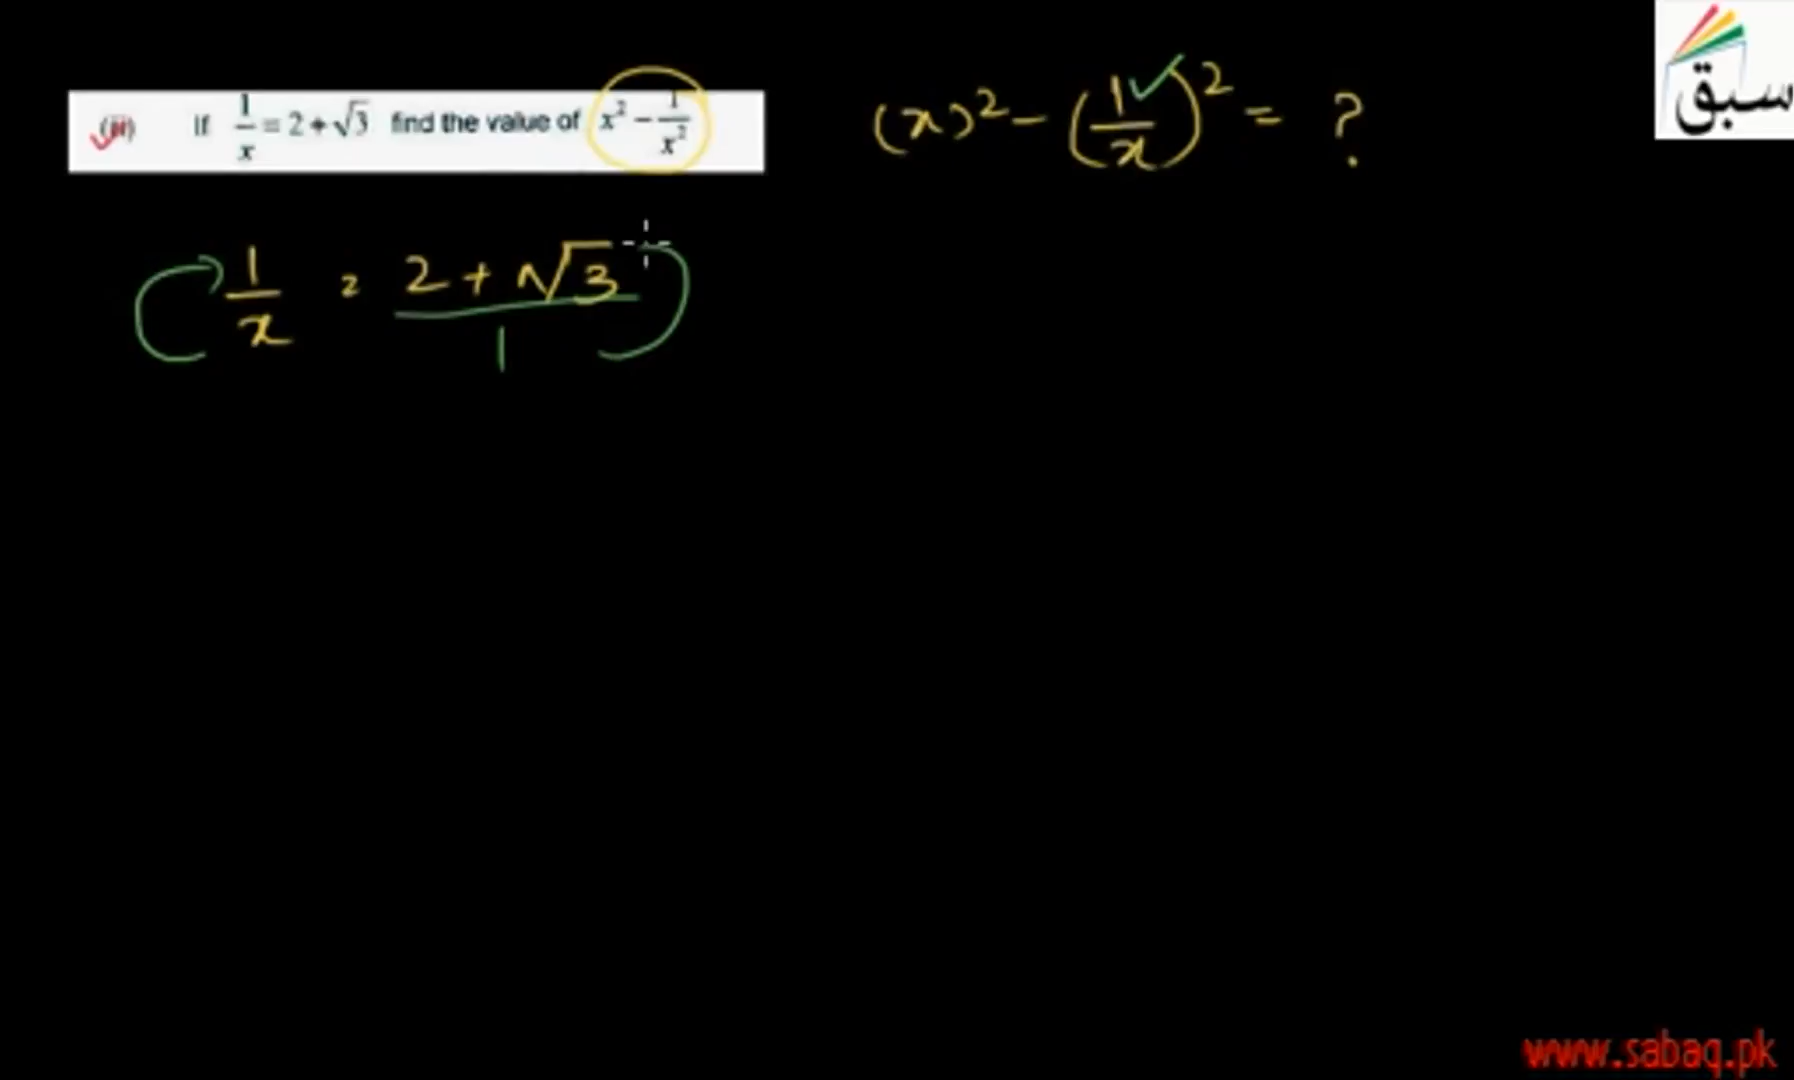 (iii) If 1/x = 2 + √3 find the value of x² - 1/x²
(x)² - (1/x)² = ?
1/x = 2 + √3 / 1
سبق
www.sabaq.pk